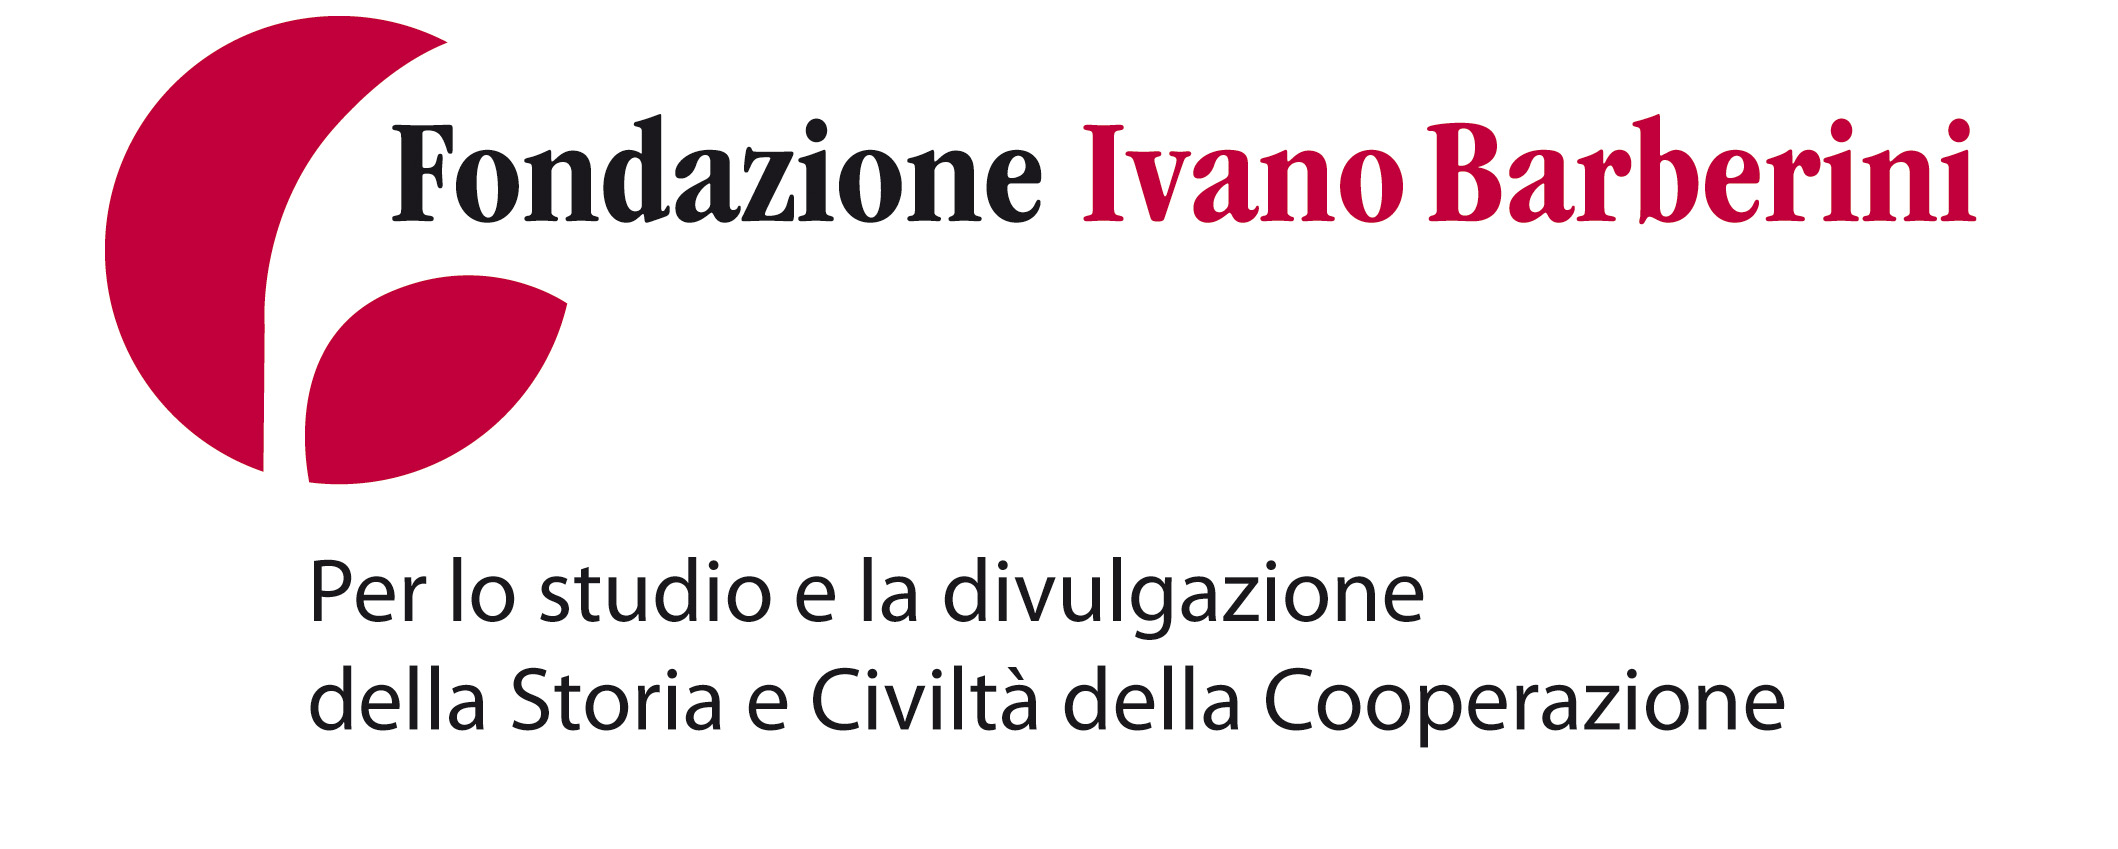 Fondazione Ivano Barberini
Per lo studio e la divulgazione
della Storia e Civiltà della Cooperazione